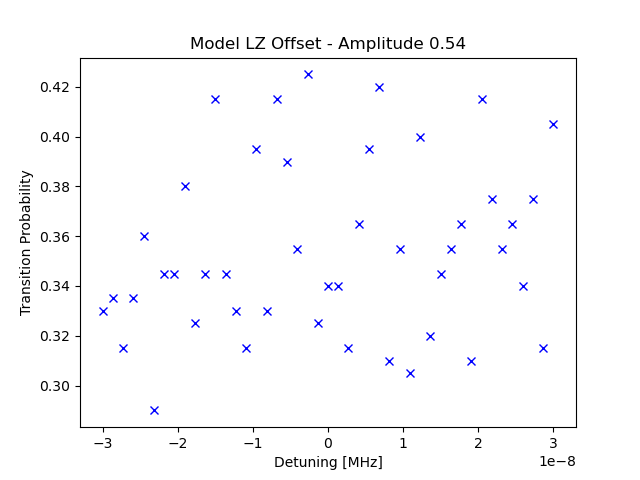 Model LZ Offset - Amplitude 0.54
Transition Probability
0.42
0.40
0.38
0.36
0.34
0.32
0.30
−3 −2 −1 0 1 2 3
1e−8
Detuning [MHz]